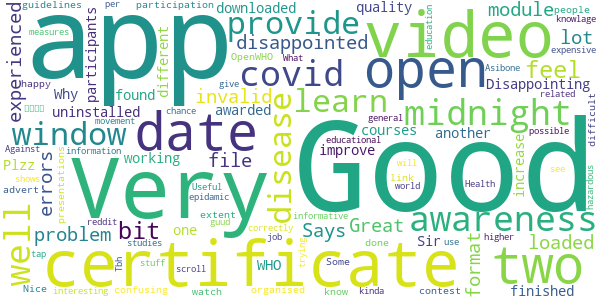 guidelines per participation downloaded quality module people knowlage
measures
experienced participants app provide video
Why different disappointed OpenWHO What education expensive
covid open feel Disappointing
happy found invalid lot Asibone
uninstalled awarded give learn midnight related difficult
Against movement chance courses general possible
window date disease another educational
information working file improve increase
Plzz errors presentations Very Good will link world Health see hazardous
advert shows Useful epidemic awareness
well extent reddit guud informative
problem bit one Says Great Sir use higher loaded
tap studies job correctly done format
Nice Tbh stuff scroll WHO certificate trying Some two
interesting confusing watch organised know kinda contest finished